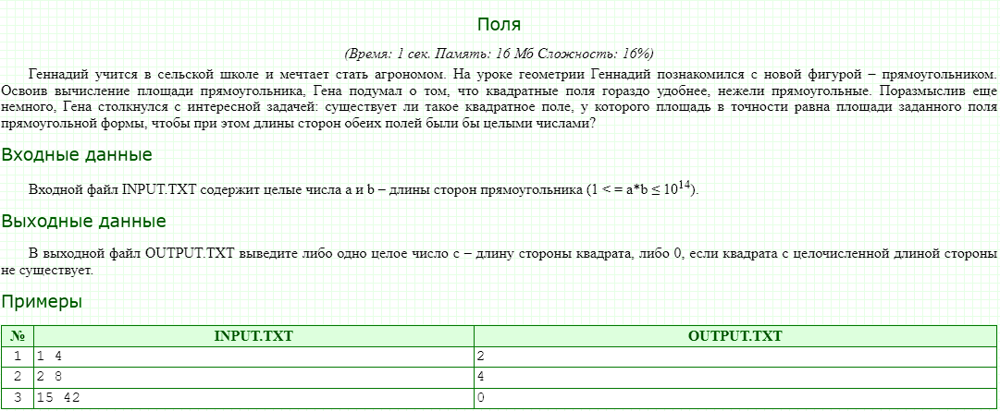 Поля
(Время: 1 сек. Память: 16 Мб Сложность: 16%)
Геннадий учится в сельской школе и мечтает стать агрономом. На уроке геометрии Геннадий познакомился с новой фигурой – прямоугольником.
Освоив вычисление площади прямоугольника, Гена подумал о том, что квадратные поля гораздо удобнее, нежели прямоугольные. Поразмыслив еще
немного, Гена столкнулся с интересной задачей: существует ли такое квадратное поле, у которого площадь в точности равна площади заданного поля
прямоугольной формы, чтобы при этом длины сторон обеих полей были бы целыми числами?
Входные данные
Входной файл INPUT.TXT содержит целые числа a и b – длины сторон прямоугольника (1 < = a*b ≤ 10^14).
Выходные данные
В выходной файл OUTPUT.TXT выведите либо одно целое число c – длину стороны квадрата, либо 0, если квадрата с целочисленной длиной стороны
не существует.
Примеры
№ INPUT.TXT OUTPUT.TXT
1 1 4 2
2 2 8 4
3 15 42 0